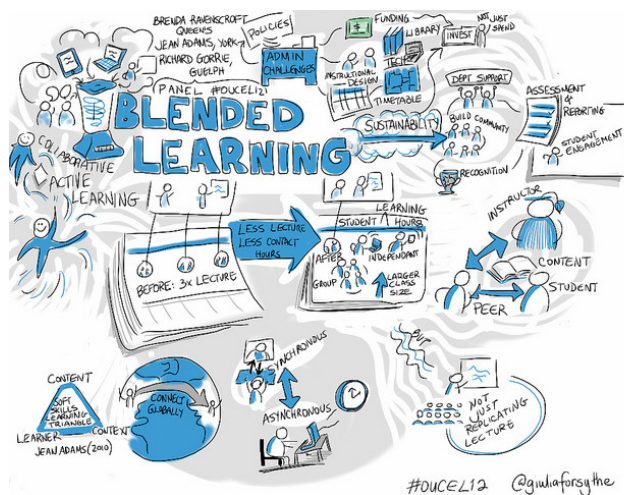 BRENDA RAVENSCROFT
QUEENS
JEAN ADAMS, YORK
RICHARD GORRIE,
GUELPH
PANEL #OUCEL12
BLENDED
LEARNING
COLLABORATIVE
ACTIVE
LEARNING
POLICIES
ADMIN
CHALLENGES
FUNDING
LIBRARY
TECH
INSTRUCTIONAL
DESIGN
TIMETABLE
INVEST
NOT
JUST
SPEND
SUSTAINABILITY
DEPT SUPPORT
BUILD COMMUNITY
RECOGNITION
ASSESSMENT
&
REPORTING
STUDENT
ENGAGEMENT
BEFORE: 3X LECTURE
LESS LECTURE
LESS CONTACT
HOURS
LEARNING
STUDENT HOURS
AFTER
INDEPENDANT
GROUP
LARGER
CLASS
SIZE
INSTRUCTOR
CONTENT
STUDENT
PEER
CONTENT
SOFT
SKILLS
LEARNING
TRIANGLE
LEARNER
CONTEXT
JEAN ADAMS (2010)
CONNECT
GLOBALLY
SYNCHRONOUS
ASYNCHRONOUS
BUT
NOT
JUST
REPLICATING
LECTURE
#OUCEL12 @giuliaforsythe